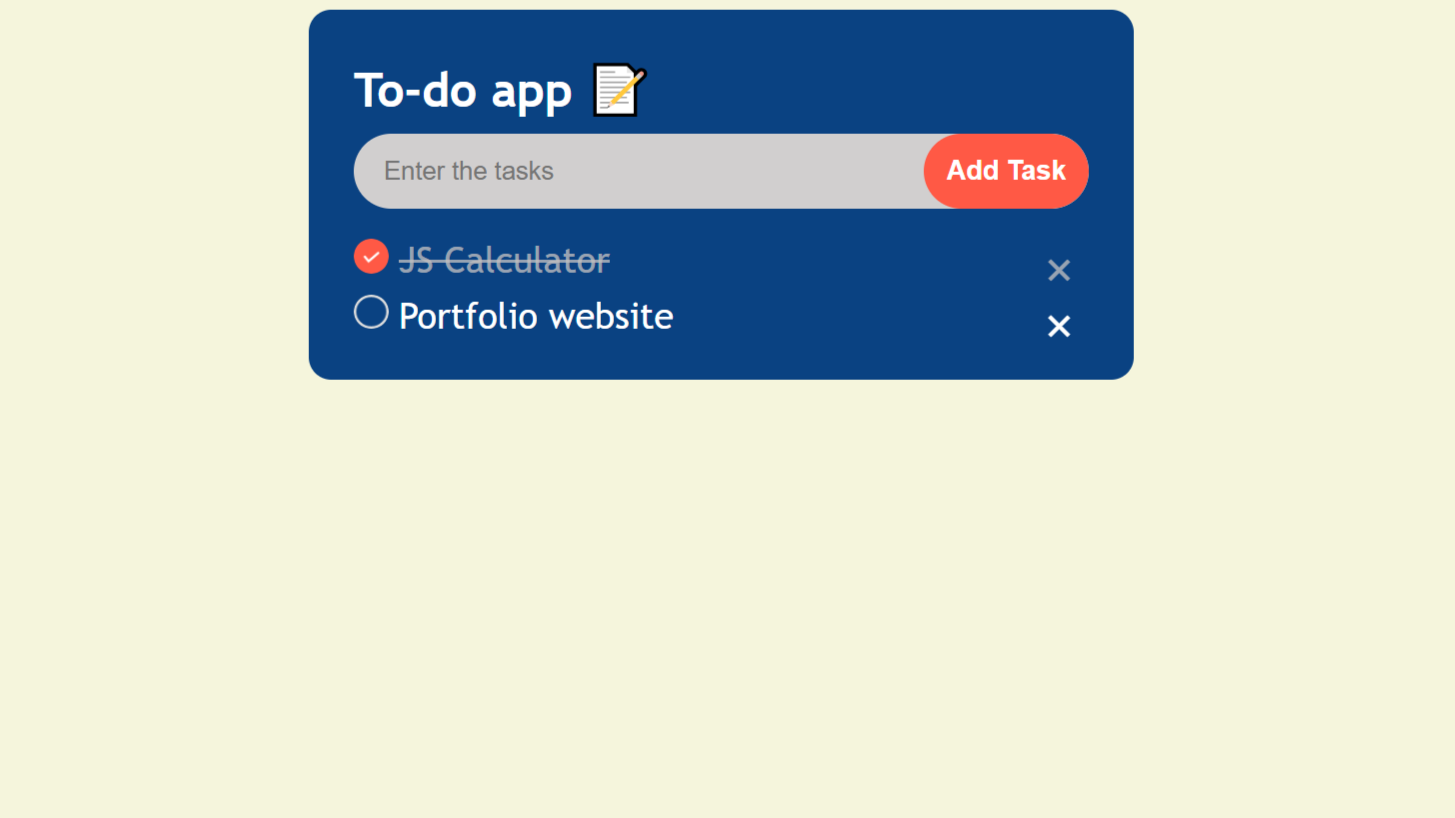 To-do app 📝
Enter the tasks
Add Task
JS Calculator
Portfolio website